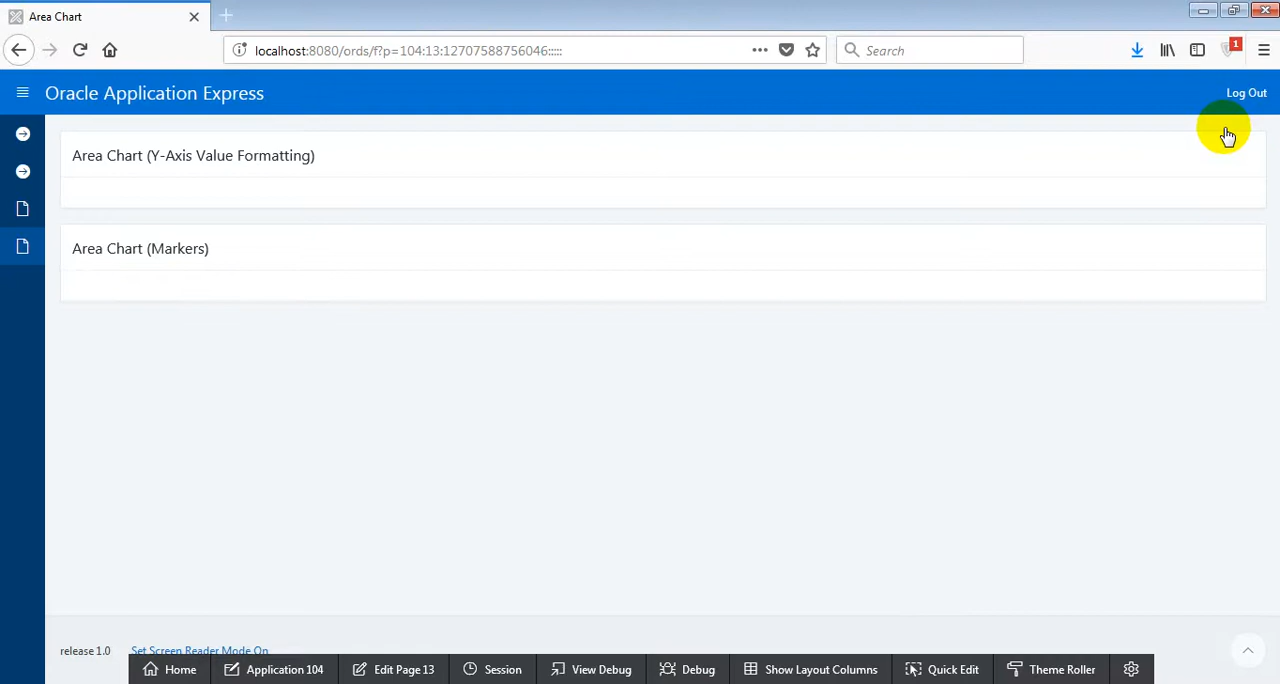 Area Chart
localhost:8080/ords/f?p=104:13:12707588756046:::::
Search
1
Oracle Application Express
Log Out
Area Chart (Y-Axis Value Formatting)
Area Chart (Markers)
release 1.0
Set Screen Reader Mode On
Home
Application 104
Edit Page 13
Session
View Debug
Debug
Show Layout Columns
Quick Edit
Theme Roller